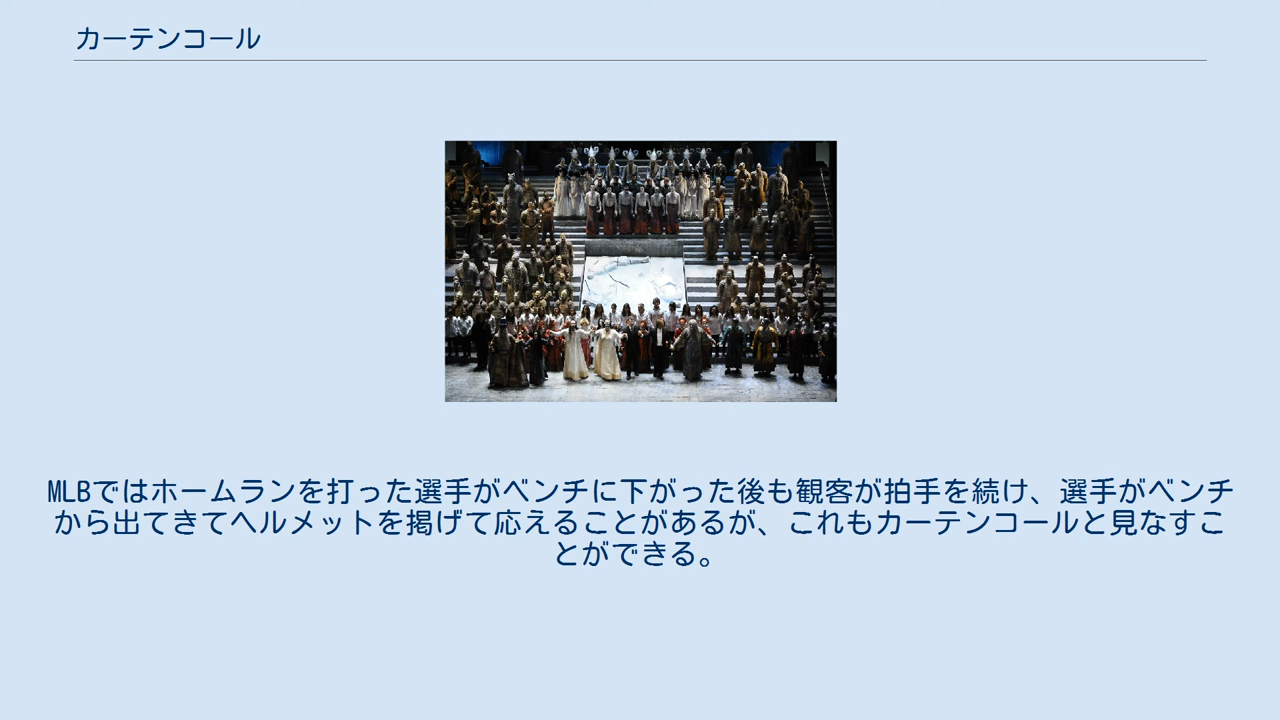 カーテンコール
MLBではホームランを打った選手がベンチに下がった後も観客が拍手を続け、選手がベンチ
から出てきてヘルメットを掲げて応えることがあるが、これもカーテンコールと見なすこ
とができる。